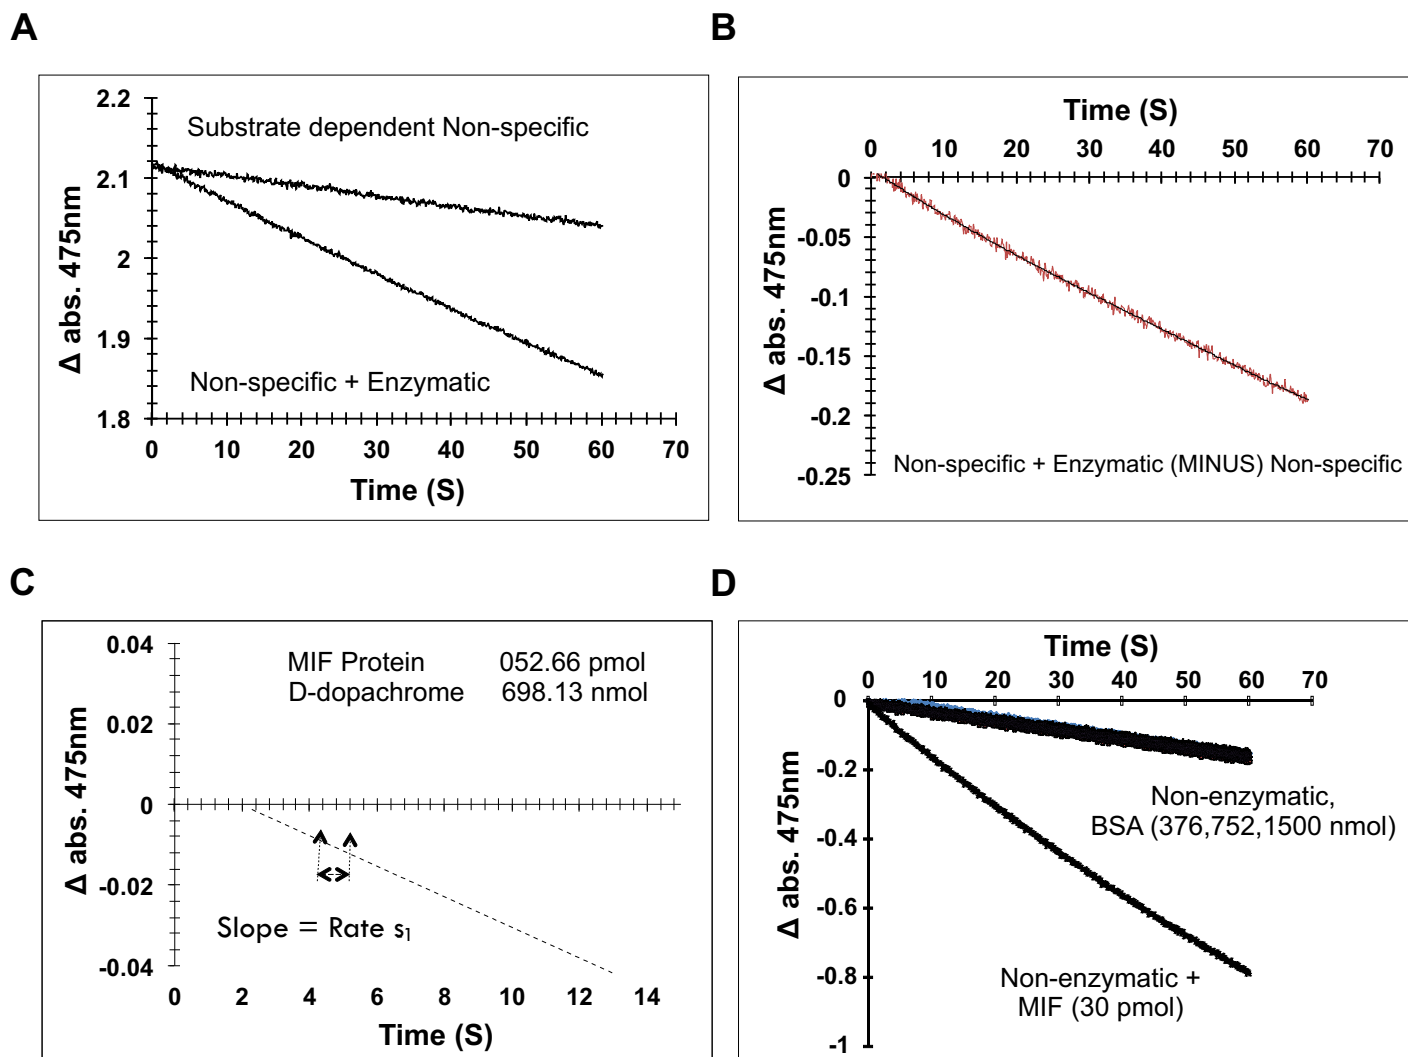 A
2.2
2.1
2
1.9
1.8
Δ abs. 475nm
Substrate dependent Non-specific
Non-specific + Enzymatic
0 10 20 30 40 50 60 70
Time (S)
B
Time (S)
0 10 20 30 40 50 60 70
0
-0.05
-0.1
-0.15
-0.2
-0.25
Δ abs. 475nm
Non-specific + Enzymatic (MINUS) Non-specific
C
0.04
0.02
0
-0.02
-0.04
Δ abs. 475nm
MIF Protein 052.66 pmol
D-dopachrome 698.13 nmol
Slope = Rate s₁
0 2 4 6 8 10 12 14
Time (S)
D
Time (S)
0 10 20 30 40 50 60 70
0
-0.2
-0.4
-0.6
-0.8
-1
Δ abs. 475nm
Non-enzymatic,
BSA (376,752,1500 nmol)
Non-enzymatic +
MIF (30 pmol)